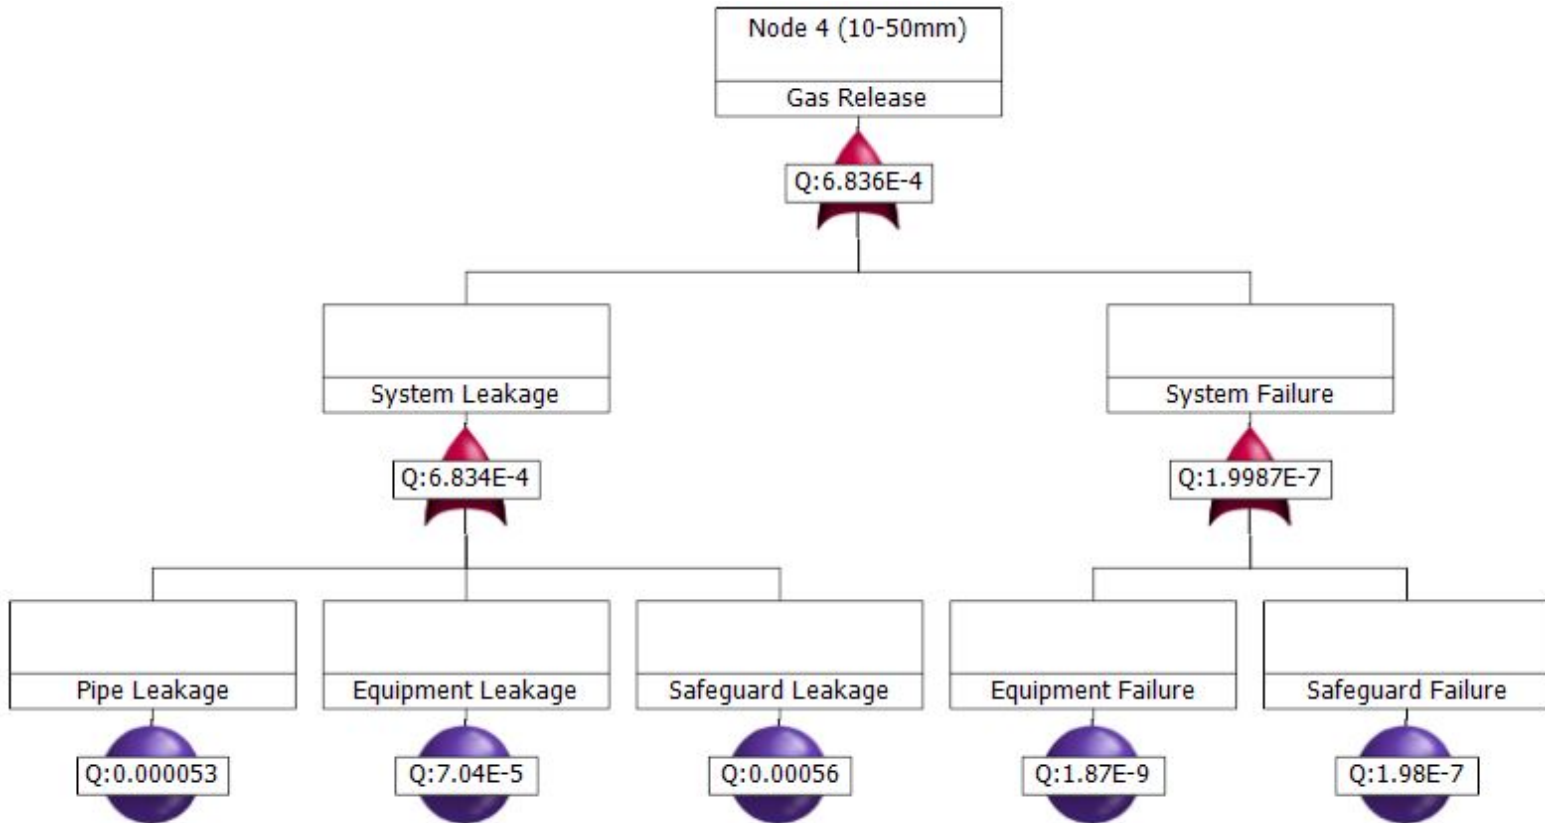 Node 4 (10-50mm)
Gas Release
Q:6.836E-4
System Leakage
System Failure
Q:6.834E-4
Q:1.9987E-7
Pipe Leakage
Equipment Leakage
Safeguard Leakage
Equipment Failure
Safeguard Failure
Q:0.000053
Q:7.04E-5
Q:0.00056
Q:1.87E-9
Q:1.98E-7